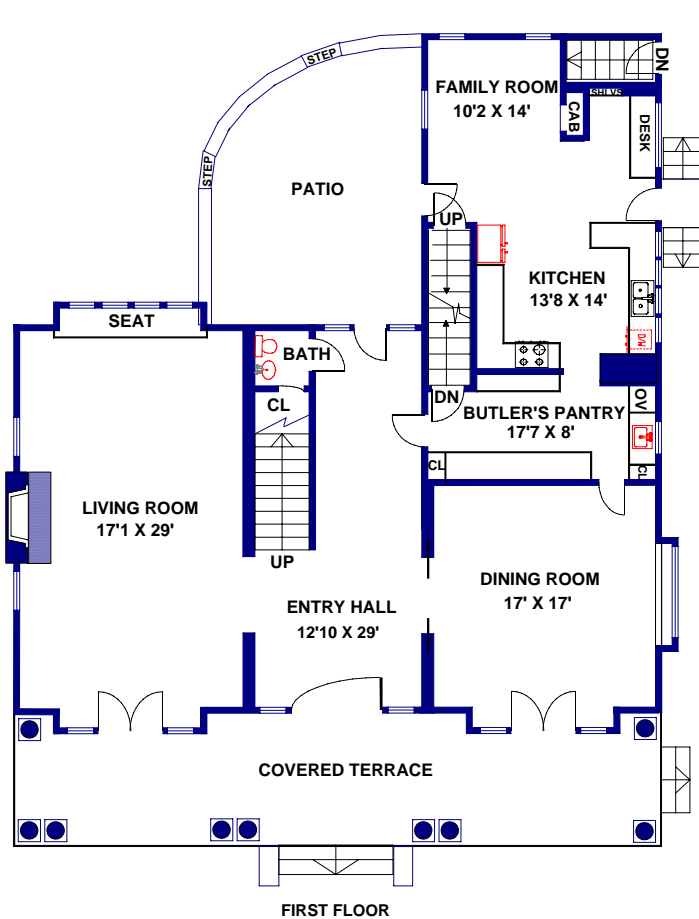 STEP
DN
FAMILY ROOM
10'2 X 14'
SHLVS
CAB
DESK
STEP
PATIO
UP
KITCHEN
13'8 X 14'
SEAT
D/W
BATH
DN
OV
CL
BUTLER'S PANTRY
17'7 X 8'
CL
CL
LIVING ROOM
17'1 X 29'
UP
DINING ROOM
17' X 17'
ENTRY HALL
12'10 X 29'
COVERED TERRACE
FIRST FLOOR